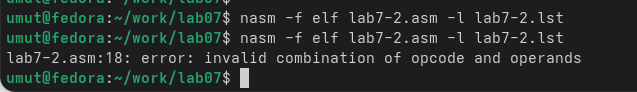 umut@fedora:~/work/lab07$ nasm -f elf lab7-2.asm -l lab7-2.lst
umut@fedora:~/work/lab07$ nasm -f elf lab7-2.asm -l lab7-2.lst
lab7-2.asm:18: error: invalid combination of opcode and operands
umut@fedora:~/work/lab07$